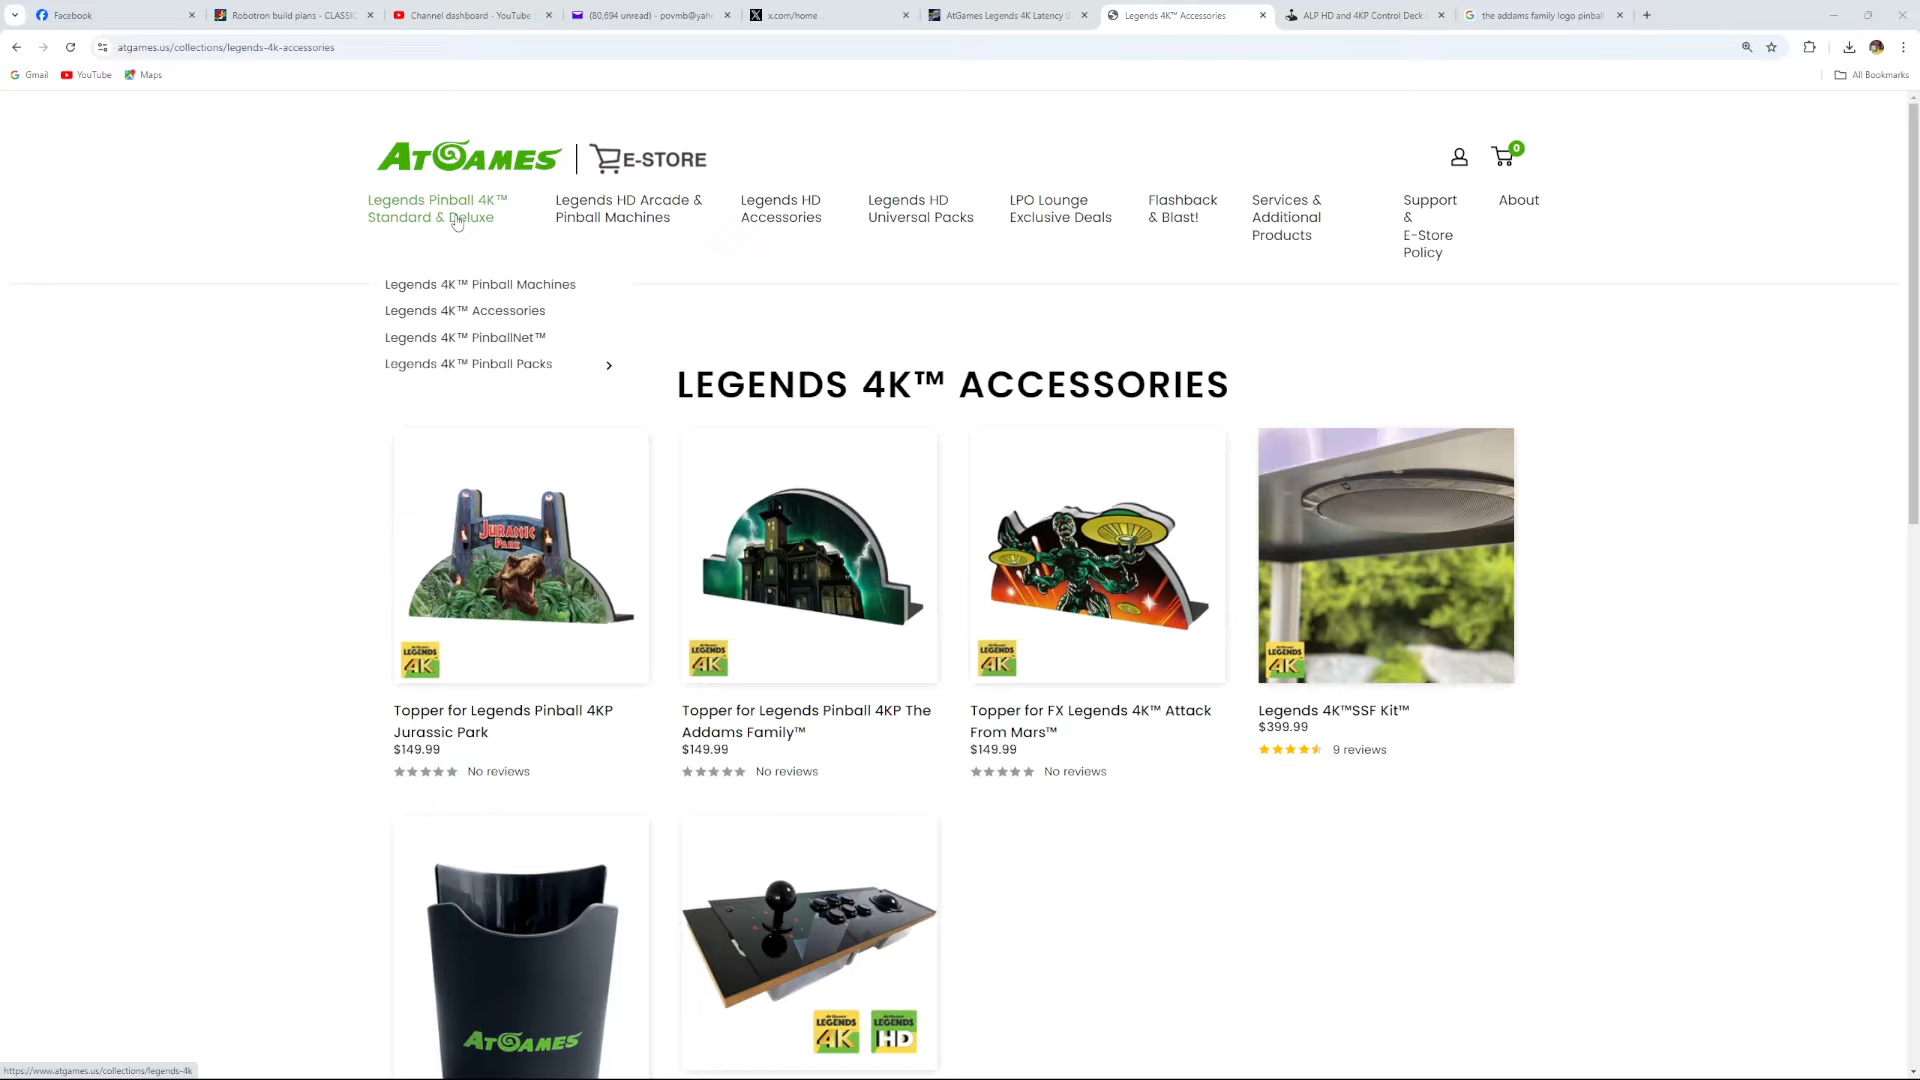 Facebook
Robotron build plans - CLASSIC
Channel dashboard - YouTube
(80,694 unread) - povmb@yaho
x.com/home
AtGames Legends 4K Latency G
Legends 4K™ Accessories
ALP HD and 4KP Control Deck
the addams family logo pinball
atgames.us/collections/legends-4k-accessories
Gmail
YouTube
Maps
All Bookmarks
ATGAMES
E-STORE
0
Legends Pinball 4K™
Standard & Deluxe
Legends HD Arcade &
Pinball Machines
Legends HD
Accessories
Legends HD
Universal Packs
LPO Lounge
Exclusive Deals
Flashback
& Blast!
Services &
Additional
Products
Support
&
E-Store
Policy
About
Legends 4K™ Pinball Machines
Legends 4K™ Accessories
Legends 4K™ PinballNet™
Legends 4K™ Pinball Packs
LEGENDS 4K™ ACCESSORIES
JURASSIC
PARK
AtGames
LEGENDS
4K
AtGames
LEGENDS
4K
AtGames
LEGENDS
4K
AtGames
LEGENDS
4K
Topper for Legends Pinball 4KP
Jurassic Park
$149.99
No reviews
Topper for Legends Pinball 4KP The
Addams Family™
$149.99
No reviews
Topper for FX Legends 4K™ Attack
From Mars™
$149.99
No reviews
Legends 4K™SSF Kit™
$399.99
9 reviews
ATGAMES
AtGames
LEGENDS
4K
AtGames
LEGENDS
HD
https://www.atgames.us/collections/legends-4k